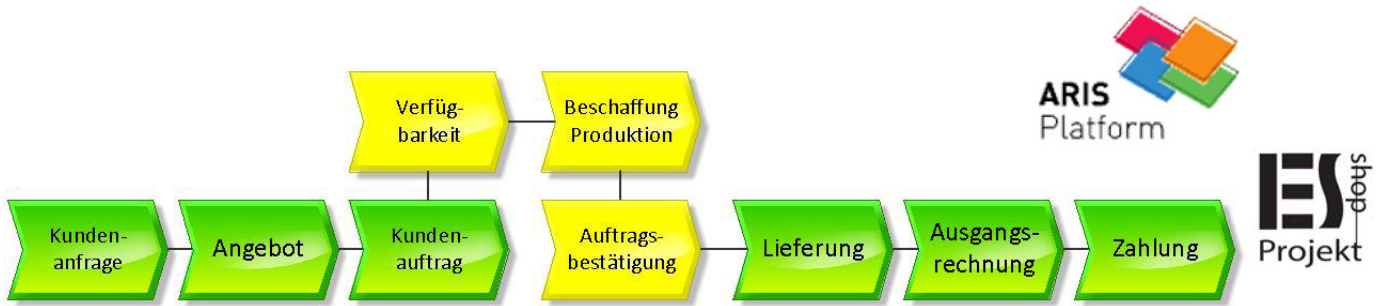 Verfüg-
barkeit
Beschaffung
Produktion
ARIS
Platform
Kunden-
anfrage
Angebot
Kunden-
auftrag
Auftrags-
bestätigung
Lieferung
Ausgangs-
rechnung
Zahlung
IES
shop
Projekt